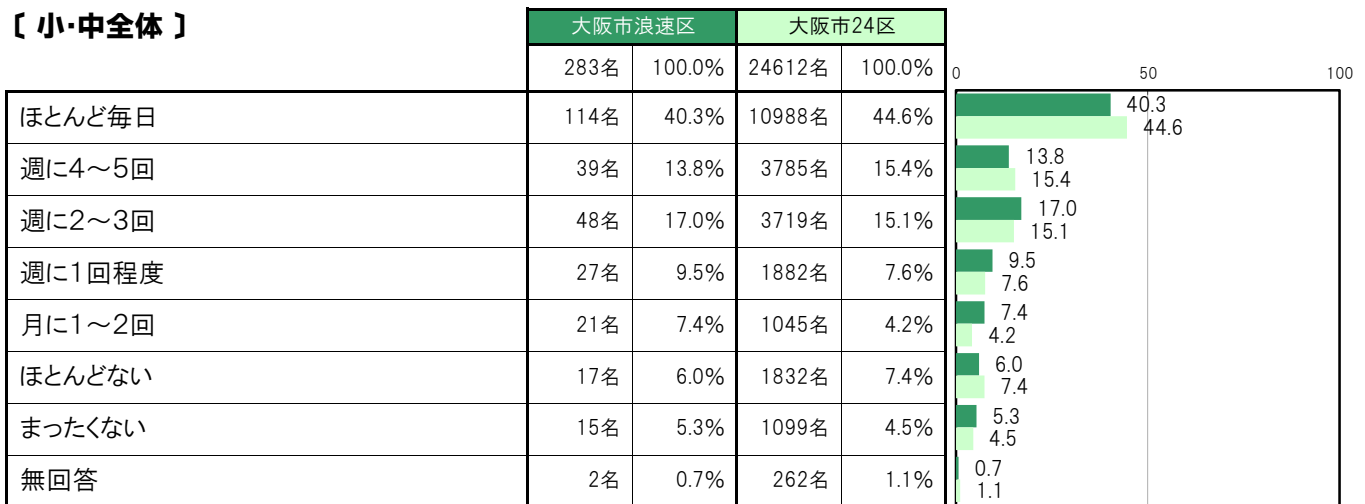 〔 小・中全体 〕
大阪市浪速区 大阪市24区
283名 100.0% 24612名 100.0% 0 50 100
ほとんど毎日 114名 40.3% 10988名 44.6% 40.3
44.6
週に4～5回 39名 13.8% 3785名 15.4% 13.8
15.4
週に2～3回 48名 17.0% 3719名 15.1% 17.0
15.1
週に1回程度 27名 9.5% 1882名 7.6% 9.5
7.6
月に1～2回 21名 7.4% 1045名 4.2% 7.4
4.2
ほとんどない 17名 6.0% 1832名 7.4% 6.0
7.4
まったくない 15名 5.3% 1099名 4.5% 5.3
4.5
無回答 2名 0.7% 262名 1.1% 0.7
1.1